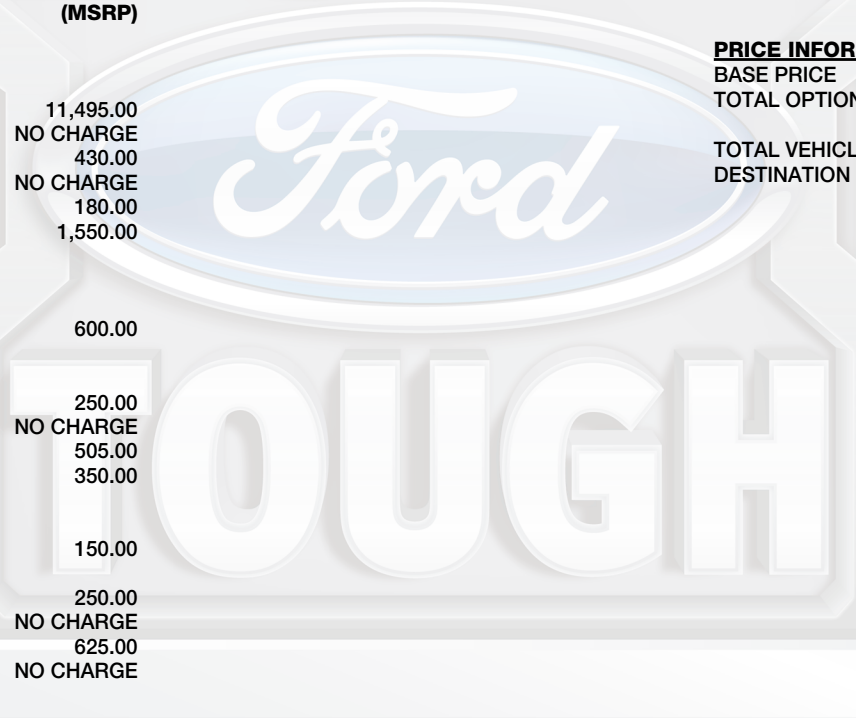 (MSRP)
11,495.00
NO CHARGE
430.00
NO CHARGE
180.00
1,550.00
600.00
250.00
NO CHARGE
505.00
350.00
150.00
250.00
NO CHARGE
625.00
NO CHARGE
PRICE INFOR
BASE PRICE
TOTAL OPTION
TOTAL VEHICL
DESTINATION
Ford
TOUGH